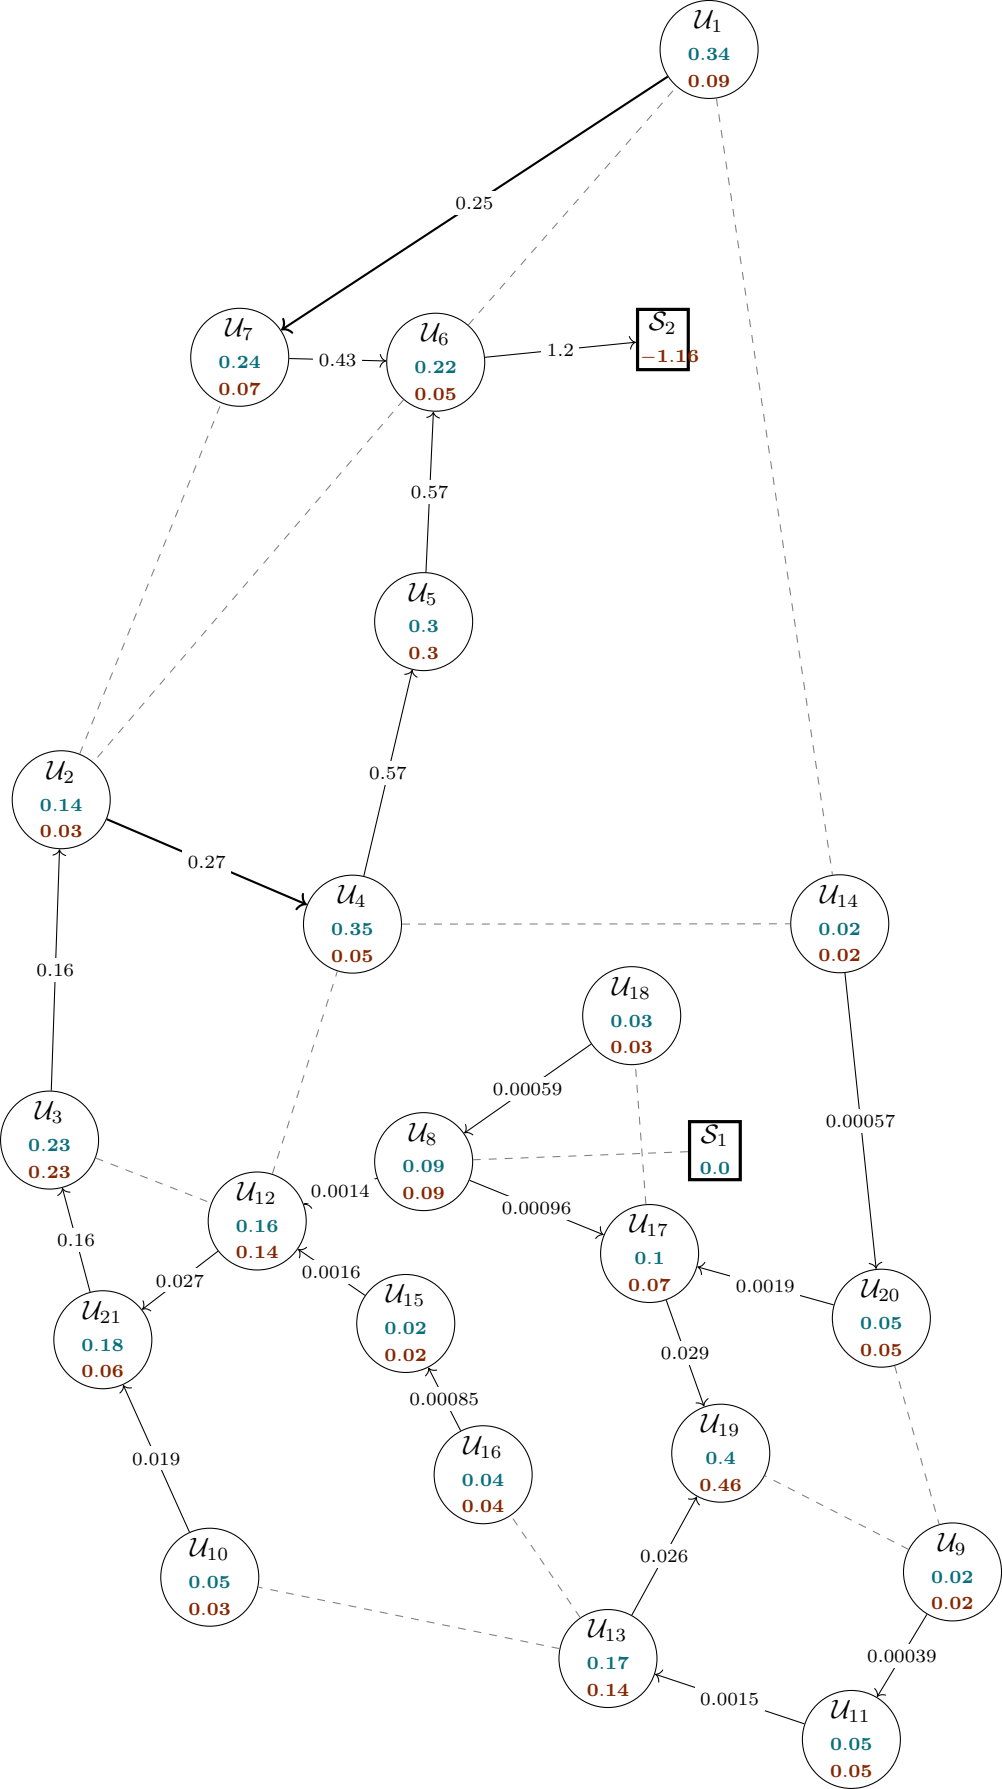 𝒰₁
0.34
0.09
0.25
𝒰₇
0.24
0.07
0.43
𝒰₆
0.22
0.05
1.2
𝒮₂
−1.16
0.57
𝒰₅
0.3
0.3
0.57
𝒰₂
0.14
0.03
0.27
𝒰₄
0.35
0.05
𝒰₁₄
0.02
0.02
0.16
𝒰₁₈
0.03
0.03
0.00059
0.00057
𝒰₃
0.23
0.23
𝒰₈
0.09
0.09
𝒮₁
0.0
𝒰₁₂
0.16
0.14
0.0014
0.00096
𝒰₁₇
0.1
0.07
0.16
0.027
0.0016
0.0019
𝒰₂₁
0.18
0.06
𝒰₁₅
0.02
0.02
𝒰₂₀
0.05
0.05
0.029
0.00085
0.019
𝒰₁₆
0.04
0.04
𝒰₁₉
0.4
0.46
𝒰₁₀
0.05
0.03
0.026
𝒰₉
0.02
0.02
𝒰₁₃
0.17
0.14
0.00039
0.0015
𝒰₁₁
0.05
0.05